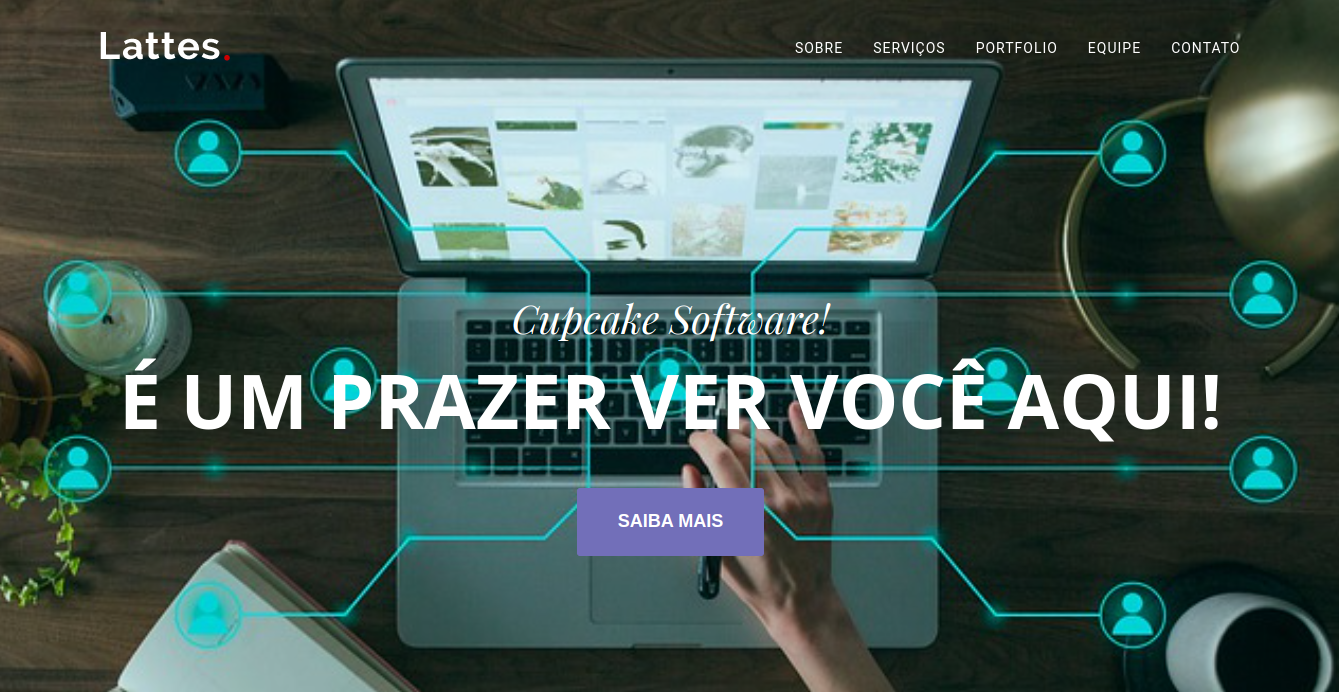 Lattes.
SOBRE SERVIÇOS PORTFOLIO EQUIPE CONTATO
Cupcake Software!
É UM PRAZER VER VOCÊ AQUI!
SAIBA MAIS